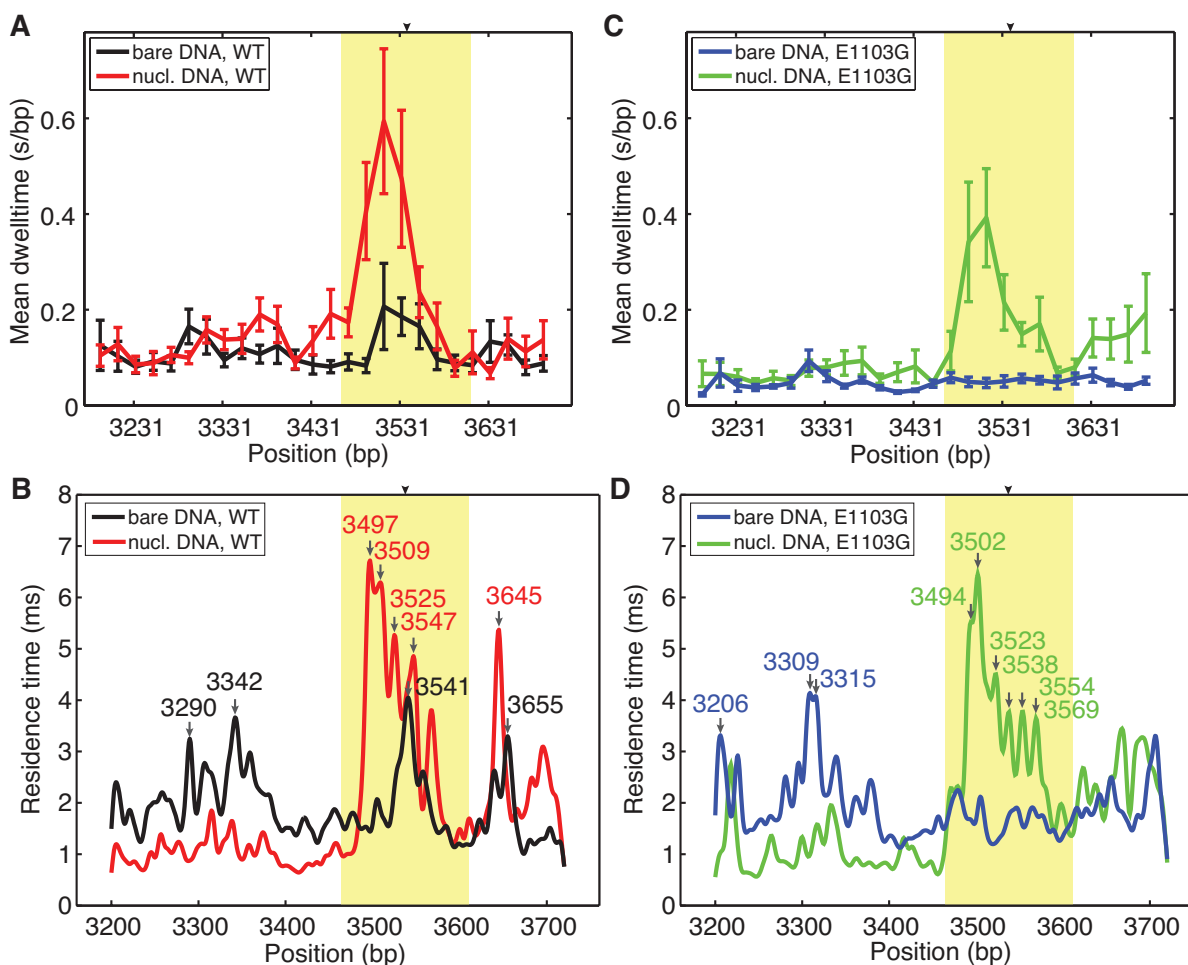 A
bare DNA, WT
nucl. DNA, WT
Mean dwelltime (s/bp)
0.6
0.4
0.2
0
3231 3331 3431 3531 3631
Position (bp)
C
bare DNA, E1103G
nucl. DNA, E1103G
Mean dwelltime (s/bp)
0.6
0.4
0.2
0
3231 3331 3431 3531 3631
Position (bp)
B
bare DNA, WT
nucl. DNA, WT
Residence time (ms)
8
7
6
5
4
3
2
1
0
3290
3342
3497
3509
3525
3547
3541
3645
3655
3200 3300 3400 3500 3600 3700
Position (bp)
D
bare DNA, E1103G
nucl. DNA, E1103G
Residence time (ms)
8
7
6
5
4
3
2
1
0
3206
3309
3315
3494
3502
3523
3538
3554
3569
3200 3300 3400 3500 3600 3700
Position (bp)